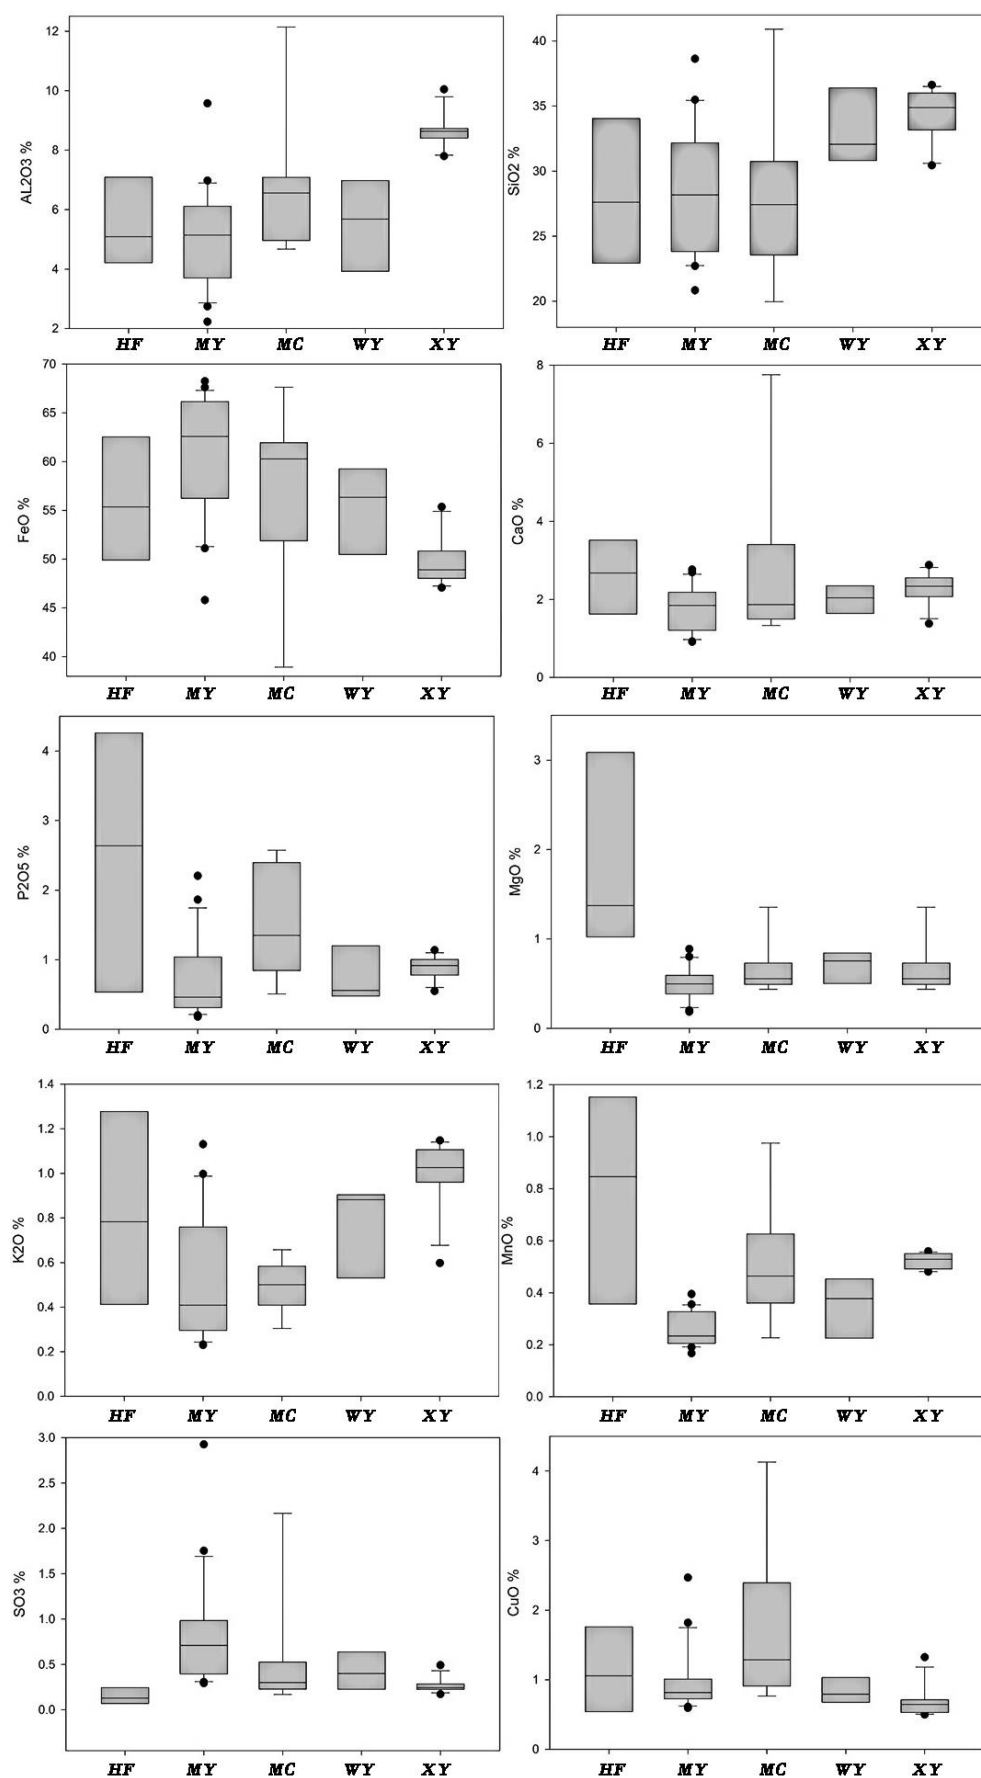 AL2O3 %
12
10
8
6
4
2
HF MY MC WY XY
SiO2 %
40
35
30
25
20
HF MY MC WY XY
FeO %
70
65
60
55
50
45
40
HF MY MC WY XY
CaO %
8
6
4
2
0
HF MY MC WY XY
P2O5 %
4
3
2
1
0
HF MY MC WY XY
MgO %
3
2
1
0
HF MY MC WY XY
K2O %
1.4
1.2
1.0
0.8
0.6
0.4
0.2
0.0
HF MY MC WY XY
MnO %
1.2
1.0
0.8
0.6
0.4
0.2
0.0
HF MY MC WY XY
SO3 %
3.0
2.5
2.0
1.5
1.0
0.5
0.0
HF MY MC WY XY
CuO %
4
3
2
1
0
HF MY MC WY XY